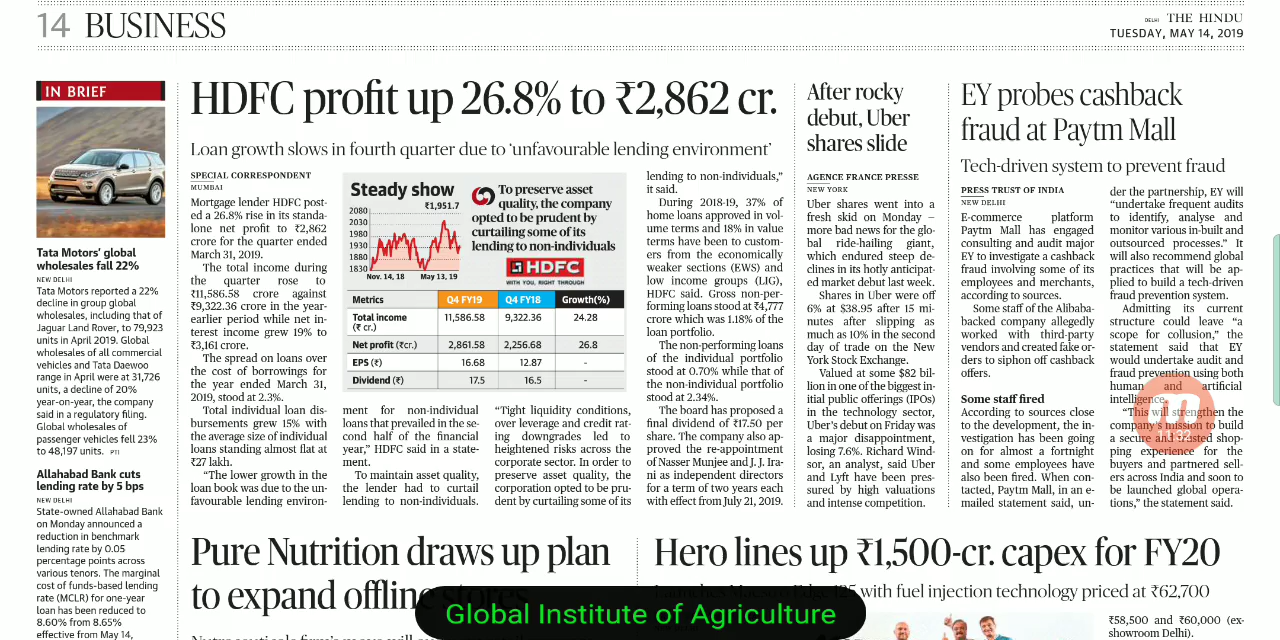 14 BUSINESS
DELHI THE HINDU
TUESDAY, MAY 14, 2019
IN BRIEF
Tata Motors' global
wholesales fall 22%
NEW DELHI
Tata Motors reported a 22%
decline in group global
wholesales, including that of
Jaguar Land Rover, to 79,923
units in April 2019. Global
wholesales of all commercial
vehicles and Tata Daewoo
range in April were at 31,726
units, a decline of 20%
year-on-year, the company
said in a regulatory filing.
Global wholesales of
passenger vehicles fell 23%
to 48,197 units. PTI
Allahabad Bank cuts
lending rate by 5 bps
NEW DELHI
State-owned Allahabad Bank
on Monday announced a
reduction in benchmark
lending rate by 0.05
percentage points across
various tenors. The marginal
cost of funds-based lending
rate (MCLR) for one-year
loan has been reduced to
8.60% from 8.65%
effective from May 14,
HDFC profit up 26.8% to ₹2,862 cr.
Loan growth slows in fourth quarter due to 'unfavourable lending environment'
SPECIAL CORRESPONDENT
MUMBAI
Mortgage lender HDFC post-
ed a 26.8% rise in its standa-
lone net profit to ₹2,862
crore for the quarter ended
March 31, 2019.
The total income during
the quarter rose to
₹11,586.58 crore against
₹9,322.36 crore in the year-
earlier period while net in-
terest income grew 19% to
₹3,161 crore.
The spread on loans over
the cost of borrowings for
the year ended March 31,
2019, stood at 2.3%.
Total individual loan dis-
bursements grew 15% with
the average size of individual
loans standing almost flat at
₹27 lakh.
"The lower growth in the
loan book was due to the un-
favourable lending environ-
Steady show
₹1,951.7
2080
2030
1980
1930
1880
1830
Nov. 14, 18 May 13, 19
To preserve asset
quality, the company
opted to be prudent by
curtailing some of its
lending to non-individuals
HDFC
WITH YOU, RIGHT THROUGH
Metrics Q4 FY19 Q4 FY18 Growth(%)
Total income 11,586.58 9,322.36 24.28
(₹ cr.)
Net profit (₹cr.) 2,861.58 2,256.68 26.8
EPS (₹) 16.68 12.87 -
Dividend (₹) 17.5 16.5 -
ment for non-individual
loans that prevailed in the se-
cond half of the financial
year," HDFC said in a state-
ment.
To maintain asset quality,
the lender had to curtail
lending to non-individuals.
"Tight liquidity conditions,
over leverage and credit rat-
ing downgrades led to
heightened risks across the
corporate sector. In order to
preserve asset quality, the
corporation opted to be pru-
dent by curtailing some of its
lending to non-individuals,"
it said.
During 2018-19, 37% of
home loans approved in vol-
ume terms and 18% in value
terms have been to custom-
ers from the economically
weaker sections (EWS) and
low income groups (LIG),
HDFC said. Gross non-per-
forming loans stood at ₹4,777
crore which was 1.18% of the
loan portfolio.
The non-performing loans
of the individual portfolio
stood at 0.70% while that of
the non-individual portfolio
stood at 2.34%.
The board has proposed a
final dividend of ₹17.50 per
share. The company also ap-
proved the re-appointment
of Nasser Munjee and J. J. Ira-
ni as independent directors
for a term of two years each
with effect from July 21, 2019.
After rocky
debut, Uber
shares slide
AGENCE FRANCE PRESSE
NEW YORK
Uber shares went into a
fresh skid on Monday –
more bad news for the glo-
bal ride-hailing giant,
which endured steep de-
clines in its hotly anticipat-
ed market debut last week.
Shares in Uber were off
6% at $38.95 after 15 mi-
nutes after slipping as
much as 10% in the second
day of trade on the New
York Stock Exchange.
Valued at some $82 bil-
lion in one of the biggest in-
itial public offerings (IPOs)
in the technology sector,
Uber's debut on Friday was
a major disappointment,
losing 7.6%. Richard Wind-
sor, an analyst, said Uber
and Lyft have been pres-
sured by high valuations
and intense competition.
EY probes cashback
fraud at Paytm Mall
Tech-driven system to prevent fraud
PRESS TRUST OF INDIA
NEW DELHI
E-commerce platform
Paytm Mall has engaged
consulting and audit major
EY to investigate a cashback
fraud involving some of its
employees and merchants,
according to sources.
Some staff of the Alibaba-
backed company allegedly
worked with third-party
vendors and created fake or-
ders to siphon off cashback
offers.
Some staff fired
According to sources close
to the development, the in-
vestigation has been going
on for almost a fortnight
and some employees have
also been fired. When con-
tacted, Paytm Mall, in an e-
mailed statement said, un-
der the partnership, EY will
"undertake frequent audits
to identify, analyse and
monitor various in-built and
outsourced processes." It
will also recommend global
practices that will be ap-
plied to build a tech-driven
fraud prevention system.
Admitting its current
structure could leave "a
scope for collusion," the
statement said that EY
would undertake audit and
fraud prevention using both
human and artificial
intelligence.
"This will strengthen the
company's mission to build
a secure and trusted shop-
ping experience for the
buyers and partnered sell-
ers across India and soon to
be launched global opera-
tions," the statement said.
Pure Nutrition draws up plan
to expand offline stores
Hero lines up ₹1,500-cr. capex for FY20
with fuel injection technology priced at ₹62,700
₹58,500 and ₹60,000 (ex-
showroom Delhi).
Global Institute of Agriculture